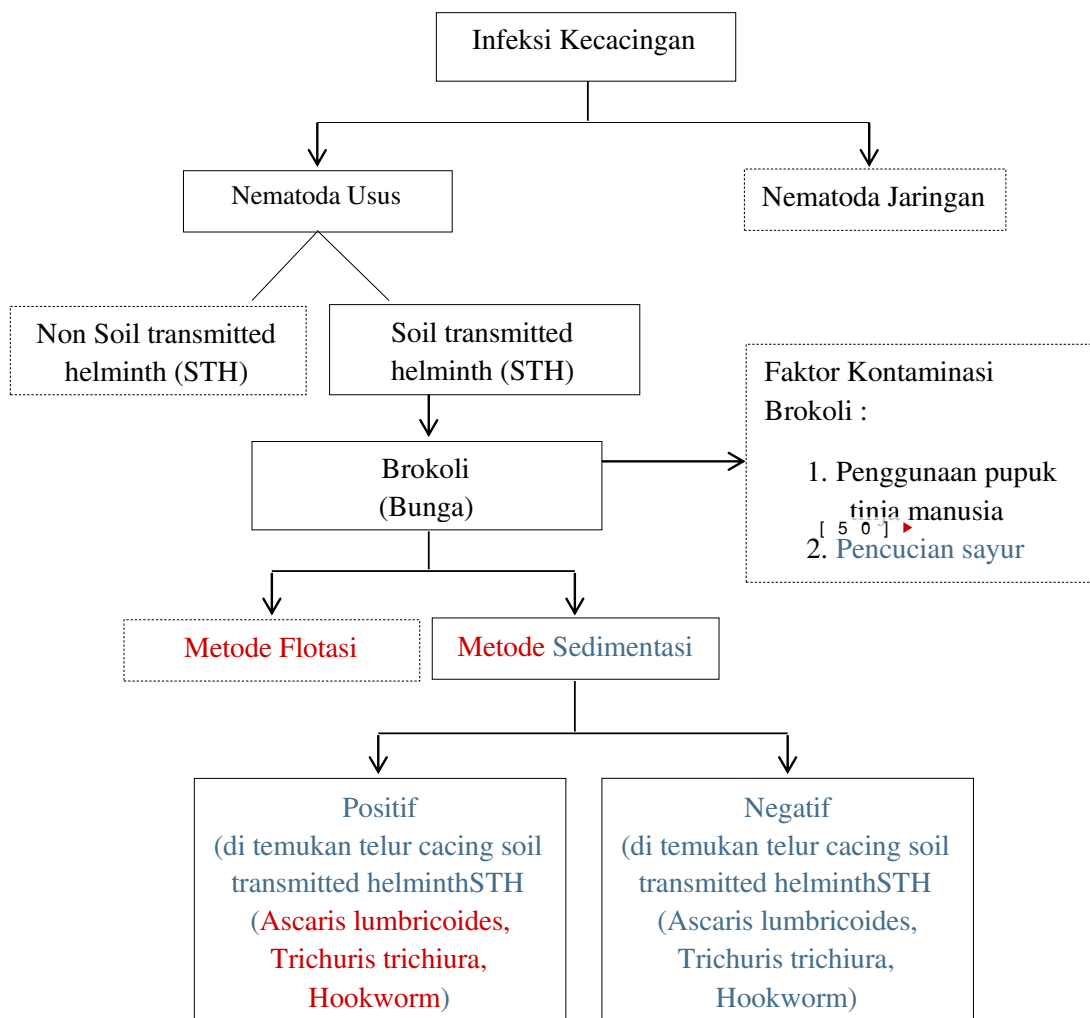 Infeksi Kecacingan
Nematoda Usus
Nematoda Jaringan
Non Soil transmitted
helminth (STH)
Soil transmitted
helminth (STH)
Faktor Kontaminasi
Brokoli :
1. Penggunaan pupuk
tinja manusia
[ 5 0 ]
2. Pencucian sayur
Brokoli
(Bunga)
Metode Flotasi
Metode Sedimentasi
Positif
(di temukan telur cacing soil
transmitted helminthSTH
(Ascaris lumbricoides,
Trichuris trichiura,
Hookworm)
Negatif
(di temukan telur cacing soil
transmitted helminthSTH
(Ascaris lumbricoides,
Trichuris trichiura,
Hookworm)